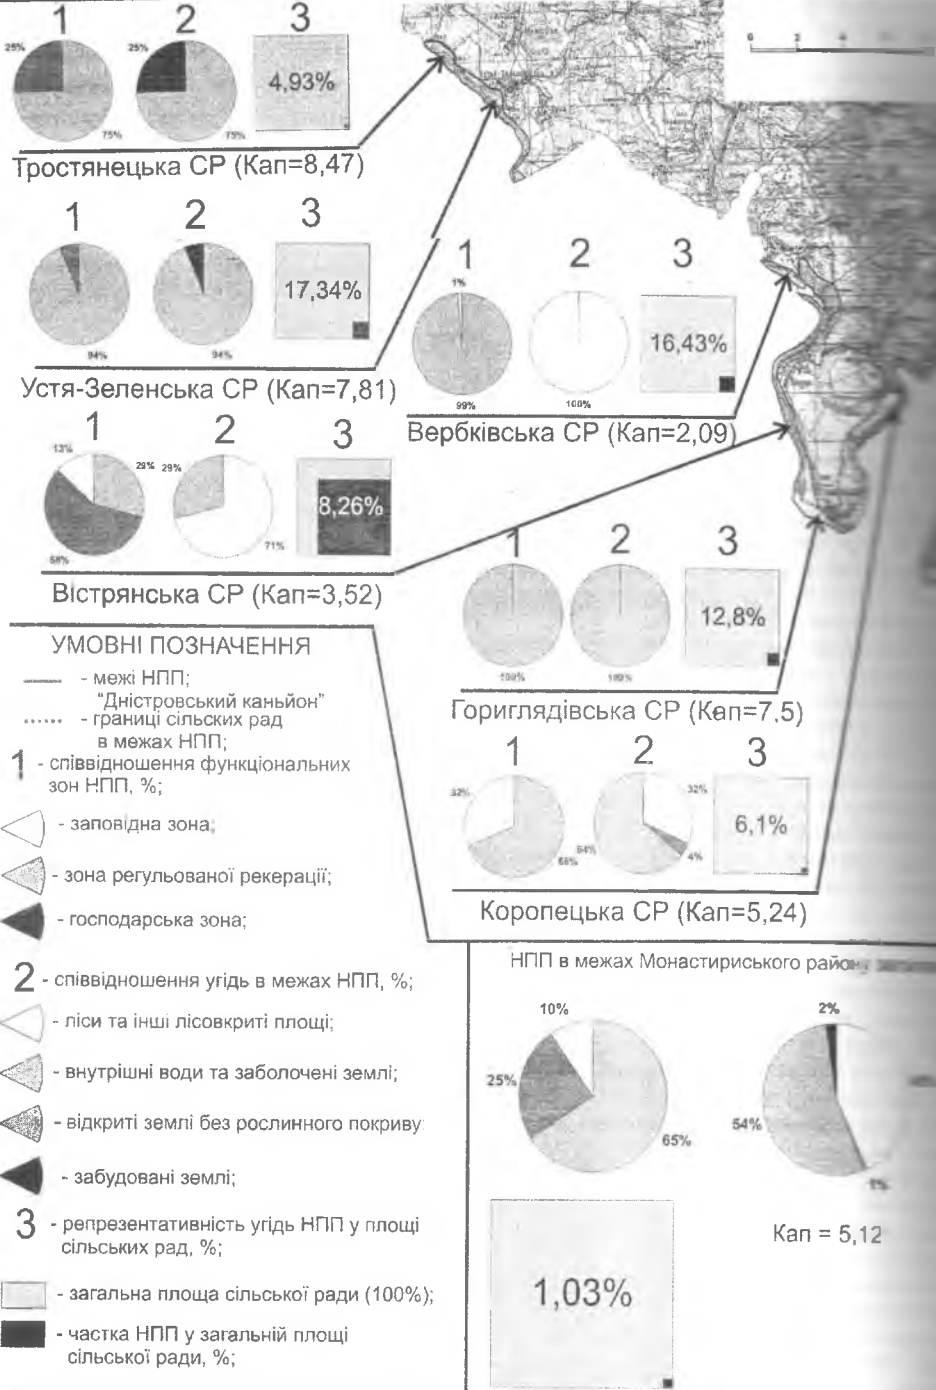 1 2 3
25% 25%
4,93%
75% 75%
Тростянецька СР (Кап=8,47)
0 2 4 8
1 2 3
17,34%
94% 94%
Устя-Зеленська СР (Кап=7,81)
1 2 3
1%
16,43%
99% 100%
Вербківська СР (Кап=2,09)
1 2 3
13% 29% 29%
8,26%
58% 71%
Вістрянська СР (Кап=3,52)
1 2 3
12,8%
100% 100%
Гориглядівська СР (Кап=7,5)
1 2 3
32% 32%
6,1%
68% 64% 4%
Коропецька СР (Кап=5,24)
УМОВНІ ПОЗНАЧЕННЯ
- межі НПП;
"Дністровський каньйон"
- границі сільских рад
в межах НПП;
1 - співвідношення функціональних
зон НПП, %;
- заповідна зона;
- зона регульованої рекерації;
- господарська зона;
2 - співвідношення угідь в межах НПП, %;
- ліси та інші лісовкриті площі;
- внутрішні води та заболочені землі;
- відкриті землі без рослинного покриву
- забудовані землі;
3 - репрезентативність угідь НПП у площі
сільських рад, %;
- загальна площа сільської ради (100%);
- частка НПП у загальній площі
сільської ради, %;
НПП в межах Монастириського району
10% 2%
25%
54%
65%
Кап = 5,12
1,03%